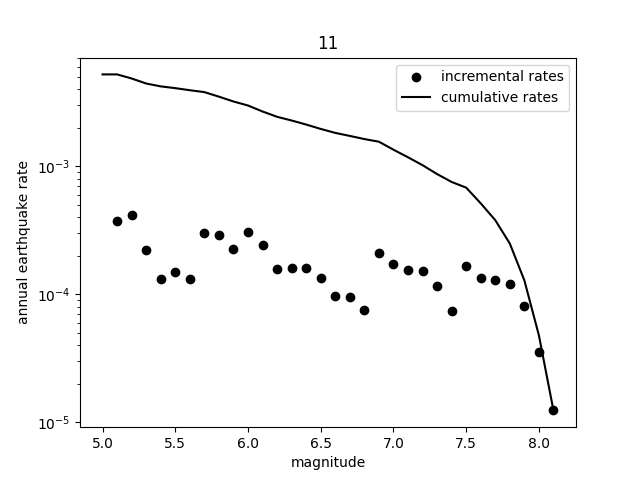 11
incremental rates
cumulative rates
annual earthquake rate
10⁻³
10⁻⁴
10⁻⁵
5.0 5.5 6.0 6.5 7.0 7.5 8.0
magnitude